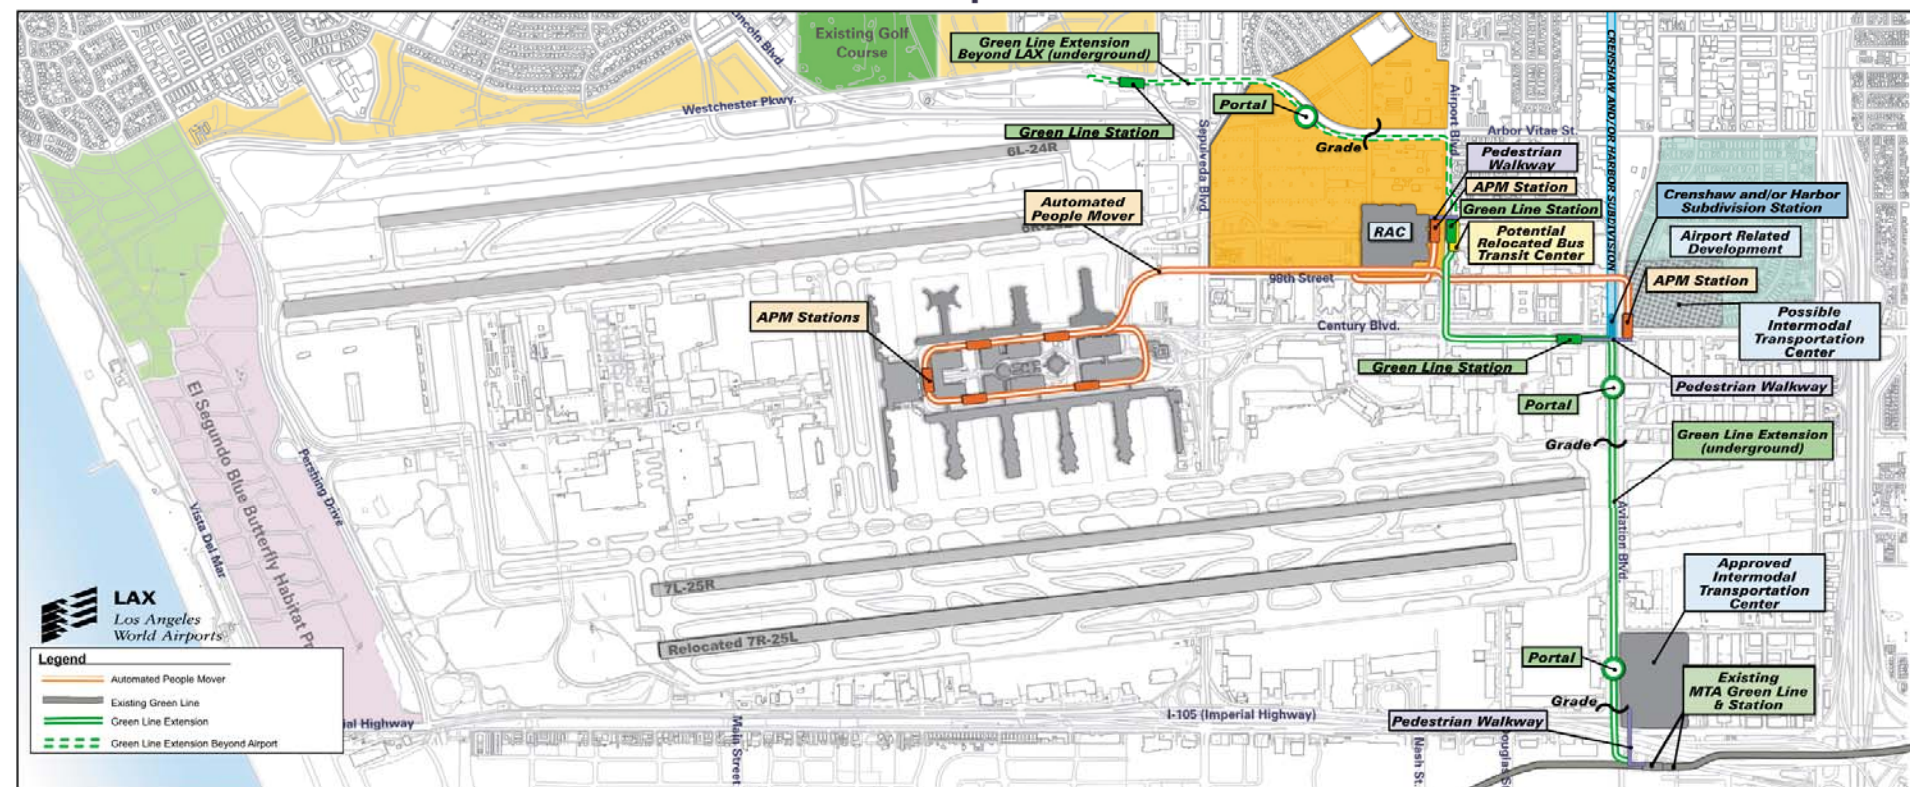 Existing Golf
Course
Lincoln Blvd.
Green Line Extension
Beyond LAX (underground)
Westchester Pkwy.
Green Line Station
Portal
Grade
Sepulveda Blvd.
Airport Blvd.
Arbor Vitae St.
CRENSHAW AND/OR HARBOR SUBDIVISION
Pedestrian
Walkway
APM Station
Green Line Station
Potential
Relocated Bus
Transit Center
Crenshaw and/or Harbor
Subdivision Station
Airport Related
Development
APM Station
Possible
Intermodal
Transportation
Center
6L-24R
Automated
People Mover
RAC
98th Street
Century Blvd.
APM Stations
Green Line Station
Pedestrian Walkway
Portal
Grade
Green Line Extension
(underground)
Aviation Blvd.
El Segundo Blue Butterfly Habitat
Pershing Drive
Vista Del Mar
7L-25R
Relocated 7R-25L
Approved
Intermodal
Transportation
Center
Portal
Grade
Existing
MTA Green Line
& Station
Pedestrian Walkway
I-105 (Imperial Highway)
Main Street
Nash St.
LAX
Los Angeles
World Airports
Legend
Automated People Mover
Existing Green Line
Green Line Extension
Green Line Extension Beyond Airport
ial Highway